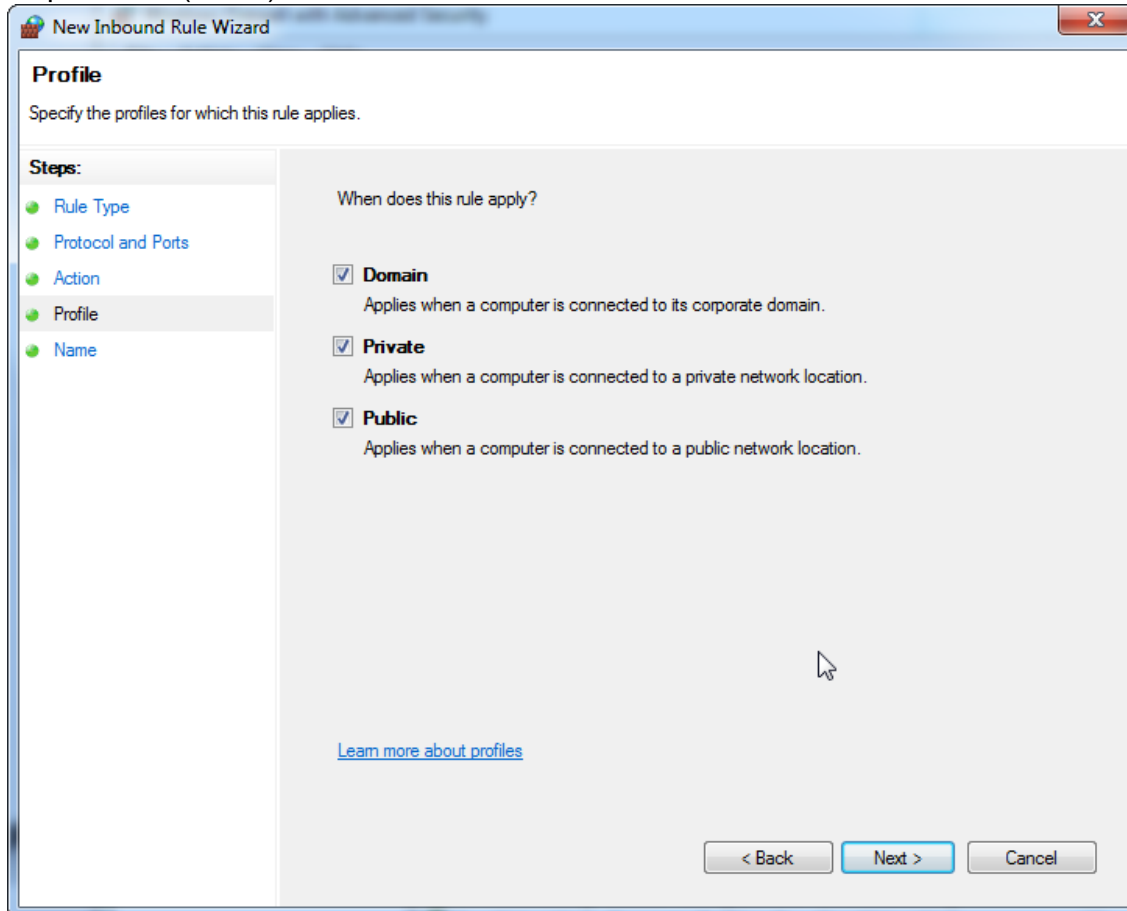 New Inbound Rule Wizard
Profile
Specify the profiles for which this rule applies.
Steps:
Rule Type
Protocol and Ports
Action
Profile
Name
When does this rule apply?
Domain
Applies when a computer is connected to its corporate domain.
Private
Applies when a computer is connected to a private network location.
Public
Applies when a computer is connected to a public network location.
Learn more about profiles
< Back Next > Cancel